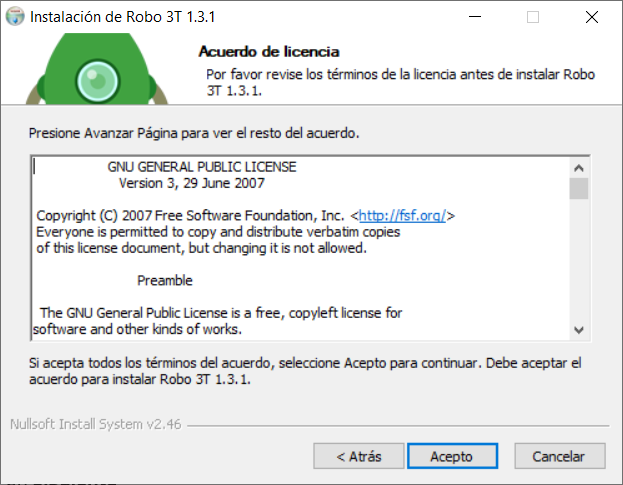 Instalación de Robo 3T 1.3.1
Acuerdo de licencia
Por favor revise los términos de la licencia antes de instalar Robo
3T 1.3.1.
Presione Avanzar Página para ver el resto del acuerdo.
GNU GENERAL PUBLIC LICENSE
Version 3, 29 June 2007
Copyright (C) 2007 Free Software Foundation, Inc. <http://fsf.org/>
Everyone is permitted to copy and distribute verbatim copies
of this license document, but changing it is not allowed.
Preamble
The GNU General Public License is a free, copyleft license for
software and other kinds of works.
Si acepta todos los términos del acuerdo, seleccione Acepto para continuar. Debe aceptar el
acuerdo para instalar Robo 3T 1.3.1.
Nullsoft Install System v2.46
< Atrás
Acepto
Cancelar